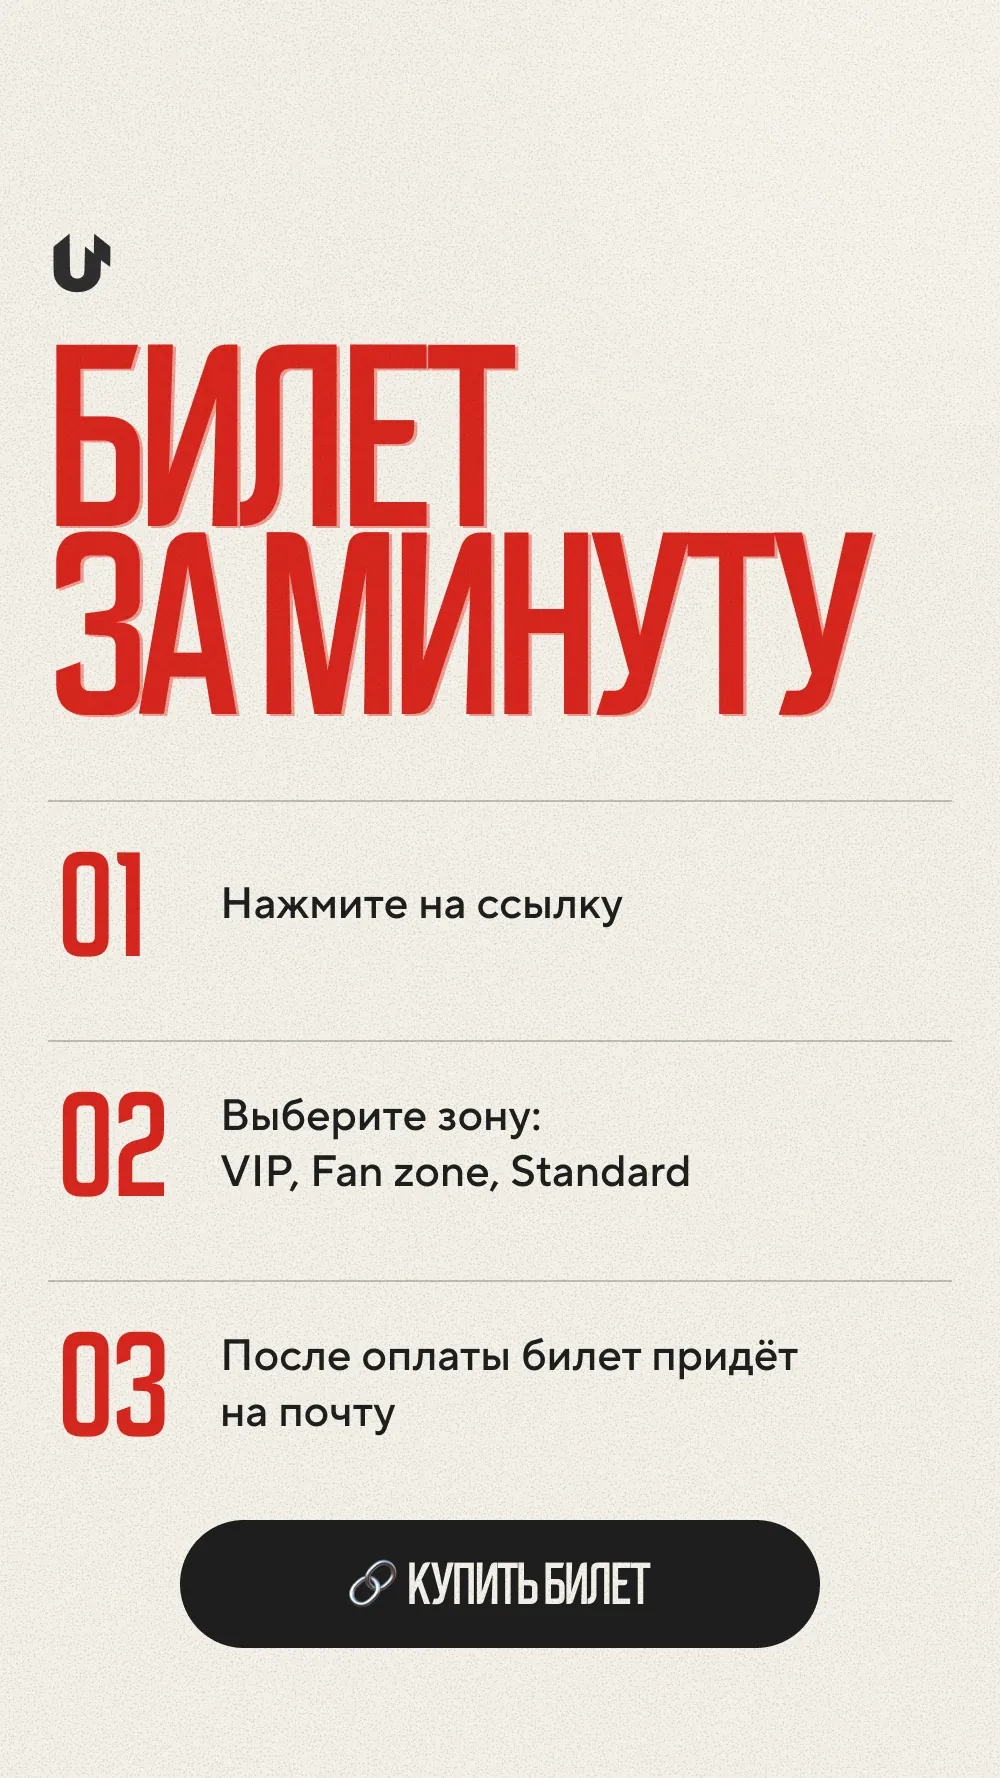 БИЛЕТ
ЗА МИНУТУ
01
Нажмите на ссылку
02
Выберите зону:
VIP, Fan zone, Standard
03
После оплаты билет придёт
на почту
КУПИТЬ БИЛЕТ